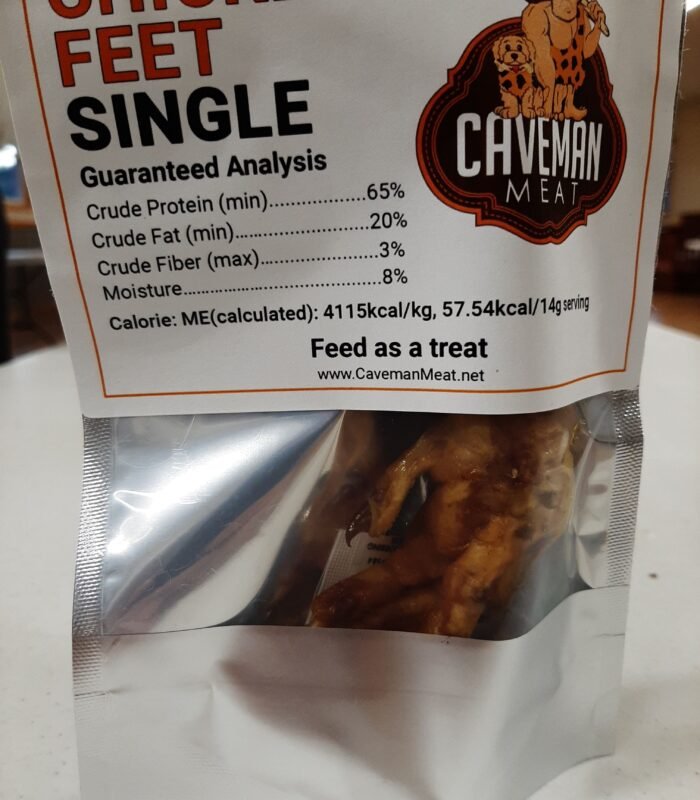 FEET
SINGLE
Guaranteed Analysis
Crude Protein (min)...................65%
Crude Fat (min).......................20%
Crude Fiber (max).....................3%
Moisture..................................8%
Calorie: ME(calculated): 4115kcal/kg, 57.54kcal/14g serving
Feed as a treat
www.CavemanMeat.net
CAVEMAN
MEAT